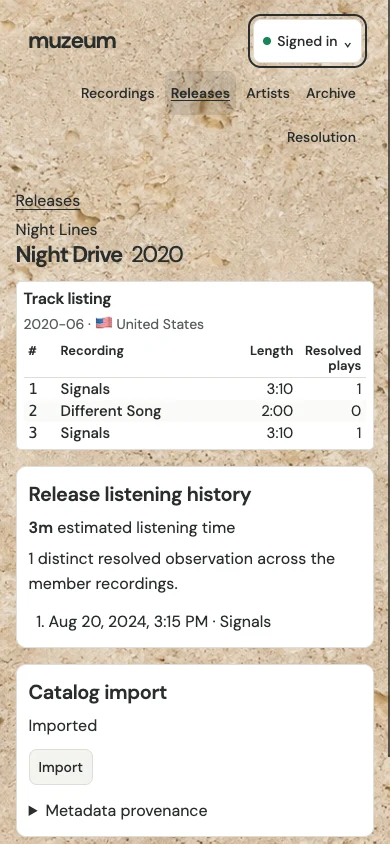 muzeum
Signed in
Recordings Releases Artists Archive
Resolution
Releases
Night Lines
Night Drive 2020
Track listing
2020-06 · 🇺🇸 United States
# Recording Length Resolved
plays
1 Signals 3:10 1
2 Different Song 2:00 0
3 Signals 3:10 1
Release listening history
3m estimated listening time
1 distinct resolved observation across the
member recordings.
1. Aug 20, 2024, 3:15 PM · Signals
Catalog import
Imported
Import
Metadata provenance